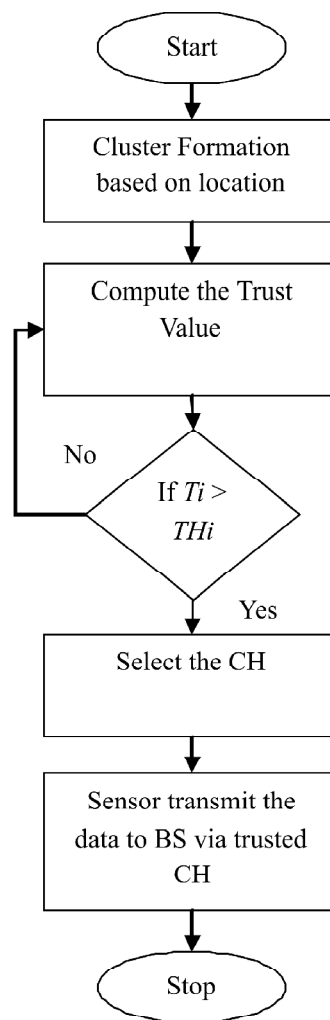 Start
Cluster Formation
based on location
Compute the Trust
Value
No
If Ti >
THi
Yes
Select the CH
Sensor transmit the
data to BS via trusted
CH
Stop